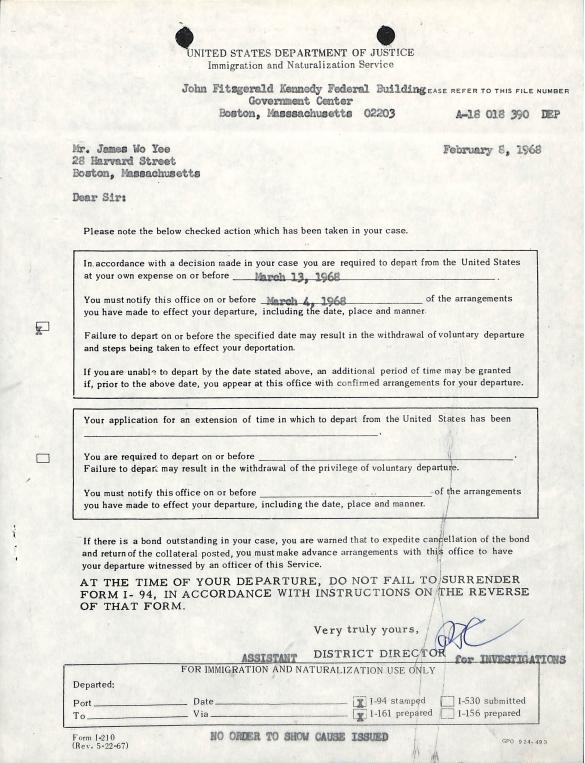 UNITED STATES DEPARTMENT OF JUSTICE
Immigration and Naturalization Service
John Fitzgerald Kennedy Federal Building EASE REFER TO THIS FILE NUMBER
Government Center
Boston, Masssachusetts 02203 A-18 018 390 DEP
Mr. James Wo Yee February 8, 1968
28 Harvard Street
Boston, Massachusetts
Dear Sir:
Please note the below checked action which has been taken in your case.
In accordance with a decision made in your case you are required to depart from the United States
at your own expense on or before March 13, 1968 .
You must notify this office on or before March 4, 1968 of the arrangements
you have made to effect your departure, including the date, place and manner.
X
Failure to depart on or before the specified date may result in the withdrawal of voluntary departure
and steps being taken to effect your deportation.
If you are unable to depart by the date stated above, an additional period of time may be granted
if, prior to the above date, you appear at this office with confirmed arrangements for your departure.
Your application for an extension of time in which to depart from the United States has been
.
You are required to depart on or before .
Failure to depart may result in the withdrawal of the privilege of voluntary departure.
You must notify this office on or before of the arrangements
you have made to effect your departure, including the date, place and manner.
If there is a bond outstanding in your case, you are warned that to expedite cancellation of the bond
and return of the collateral posted, you must make advance arrangements with this office to have
your departure witnessed by an officer of this Service.
AT THE TIME OF YOUR DEPARTURE, DO NOT FAIL TO SURRENDER
FORM I- 94, IN ACCORDANCE WITH INSTRUCTIONS ON THE REVERSE
OF THAT FORM.
Very truly yours,
ASSISTANT DISTRICT DIRECTOR for INVESTIGATIONS
FOR IMMIGRATION AND NATURALIZATION USE ONLY
Departed:
Port Date X I-94 stamped I-530 submitted
To Via X I-161 prepared I-156 prepared
Form I-210 NO ORDER TO SHOW CAUSE ISSUED GPO 924-493
(Rev. 5-22-67)